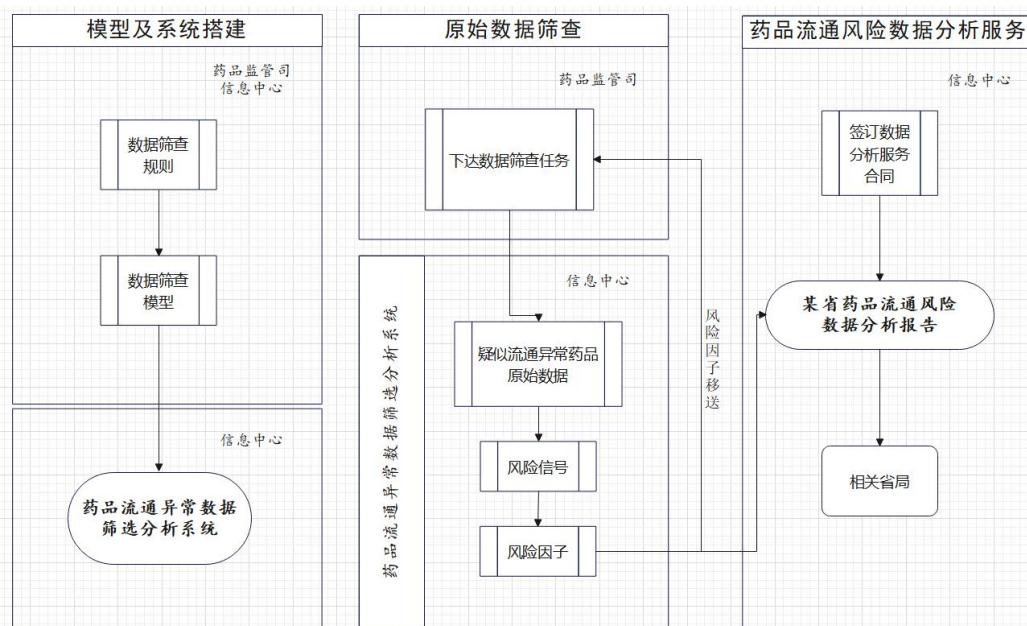 模型及系统搭建
药品监管司
信息中心
数据筛查
规则
数据筛查
模型
信息中心
药品流通异常数据
筛选分析系统
原始数据筛查
药品监管司
下达数据筛查任务
药品流通异常数据筛选分析系统
信息中心
疑似流通异常药品
原始数据
风险信号
风险因子
风险因子移送
药品流通风险数据分析服务
信息中心
签订数据
分析服务
合同
某省药品流通风险
数据分析报告
相关省局